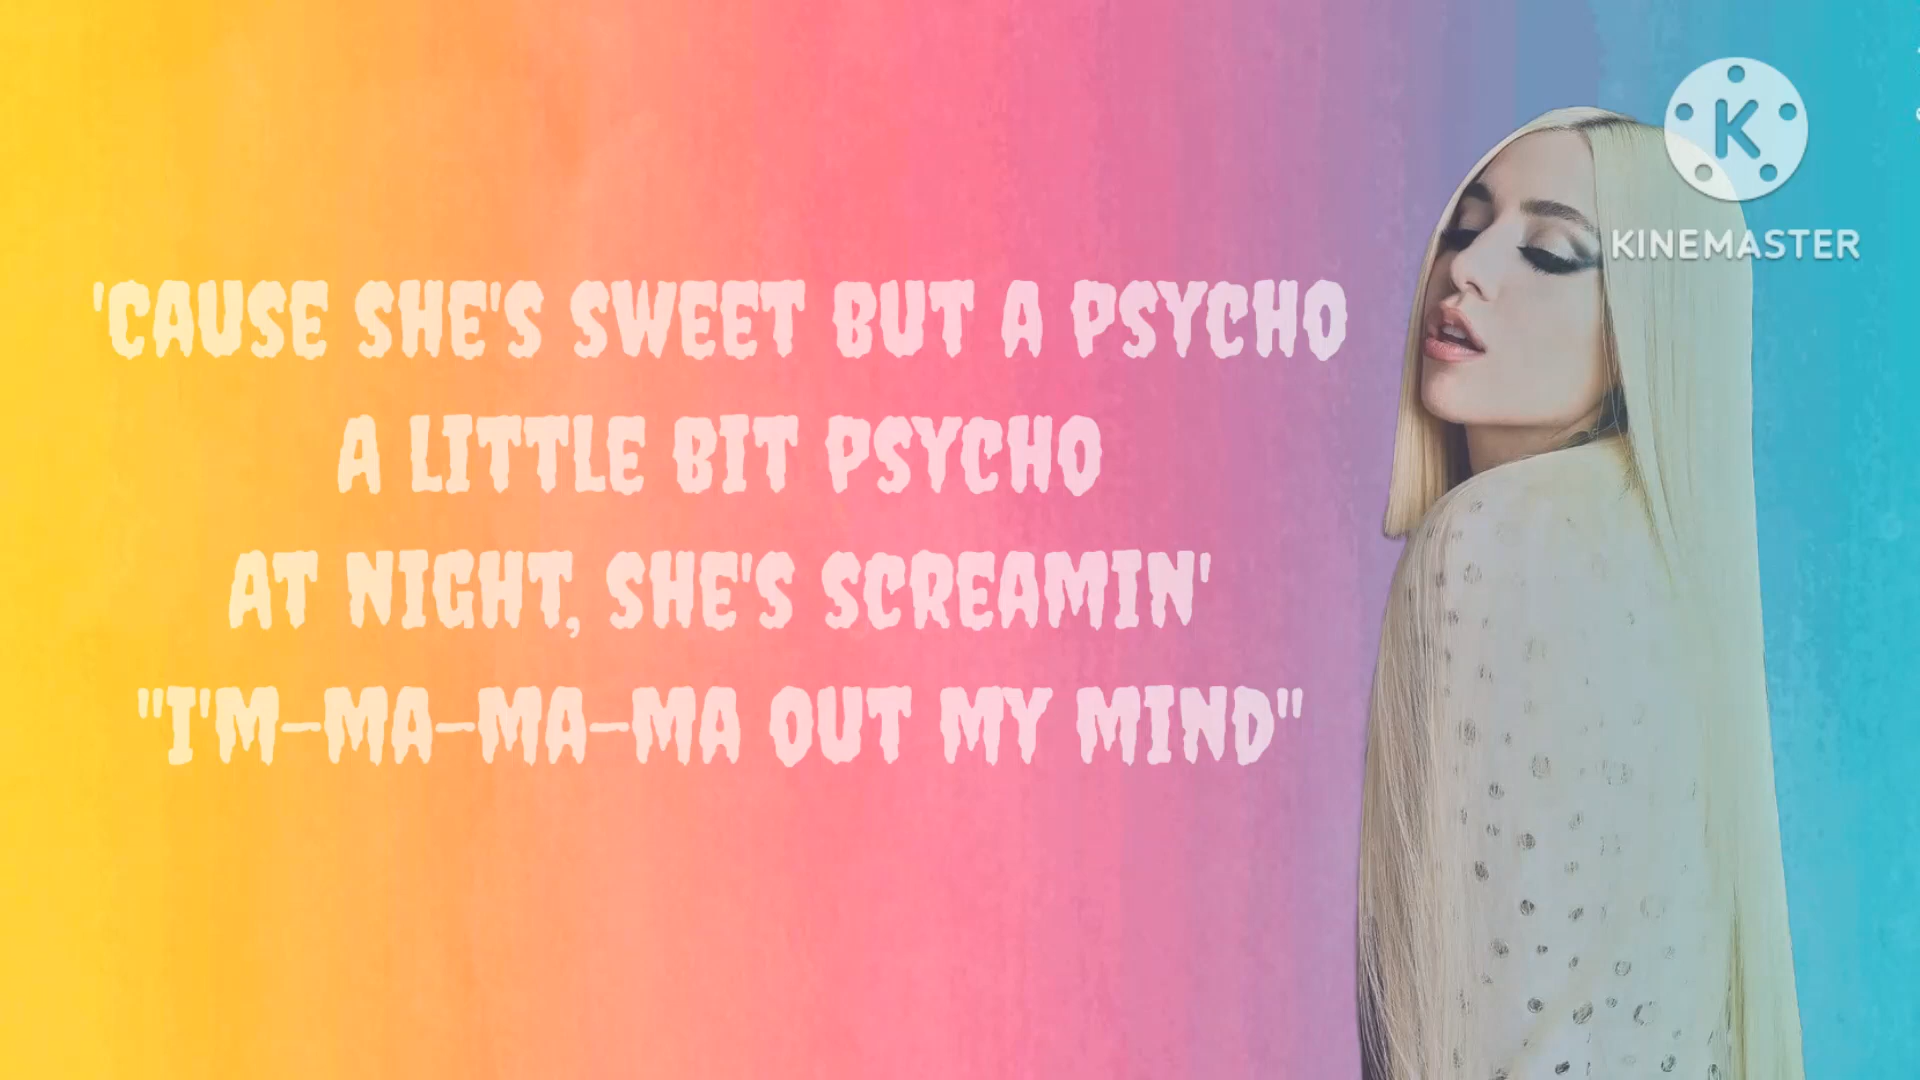 'CAUSE SHE'S SWEET BUT A PSYCHO
A LITTLE BIT PSYCHO
AT NIGHT, SHE'S SCREAMIN'
"I'M-MA-MA-MA OUT MY MIND"
K
KINEMASTER